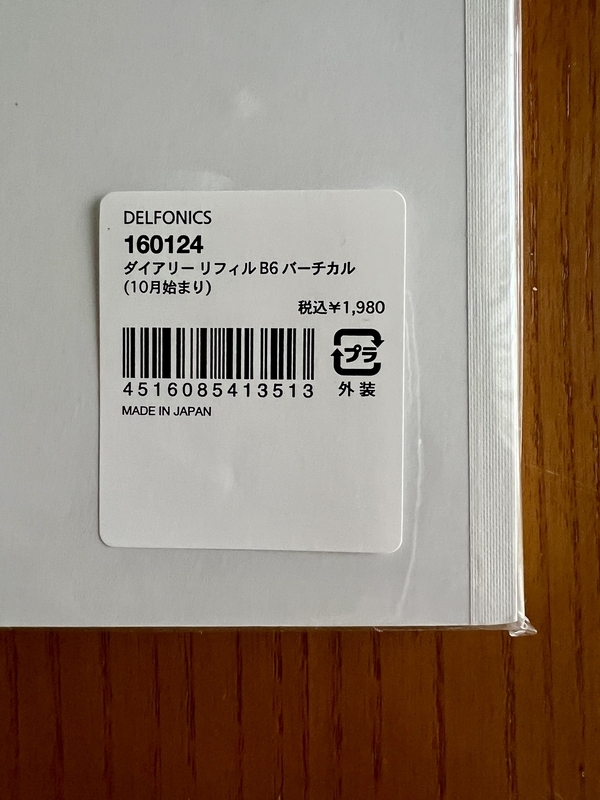 DELFONICS
160124
ダイアリー リフィル B6 バーチカル
(10月始まり)
税込¥1,980
プラ
4516085413513
外装
MADE IN JAPAN